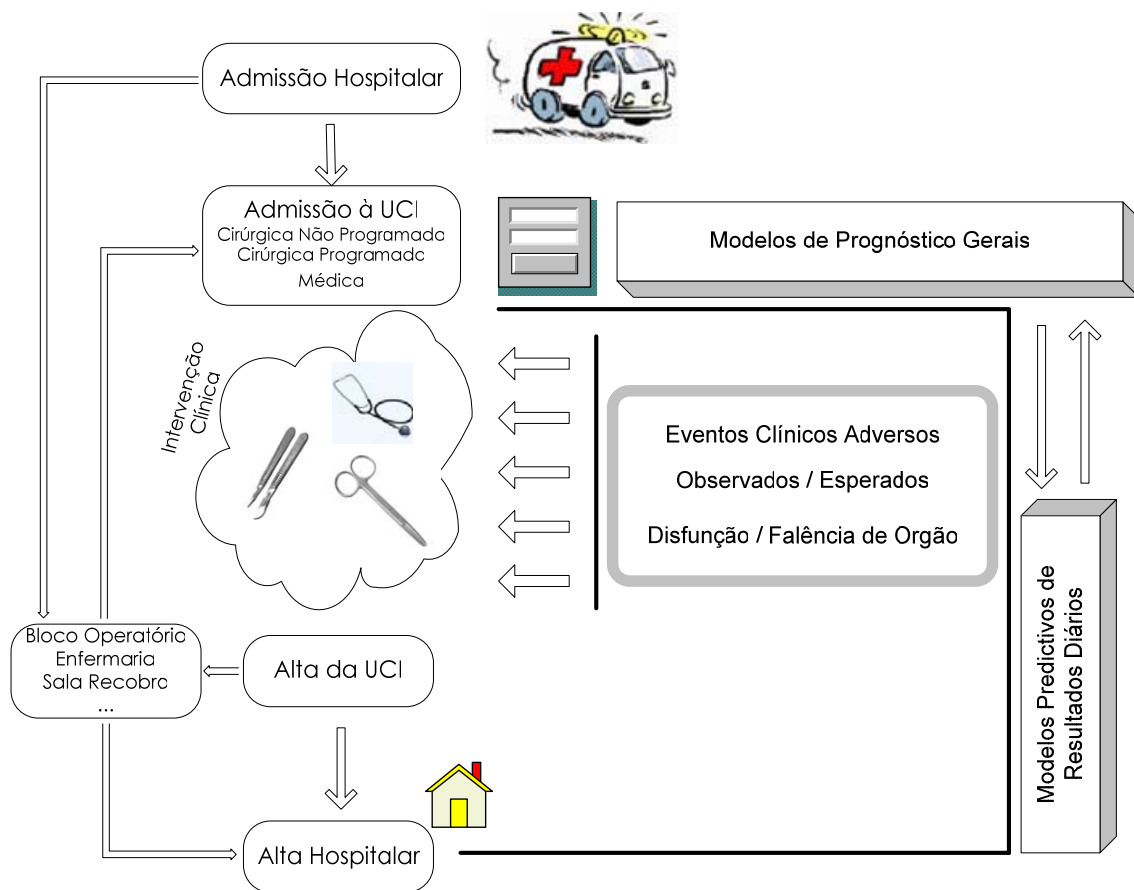 Admissão Hospitalar
Admissão à UCI
Cirúrgica Não Programada
Cirúrgica Programada
Médica
Modelos de Prognóstico Gerais
Intervenção
Clínica
Eventos Clínicos Adversos
Observados / Esperados
Disfunção / Falência de Orgão
Modelos Predictivos de
Resultados Diários
Bloco Operatório
Enfermaria
Sala Recobro
...
Alta da UCI
Alta Hospitalar